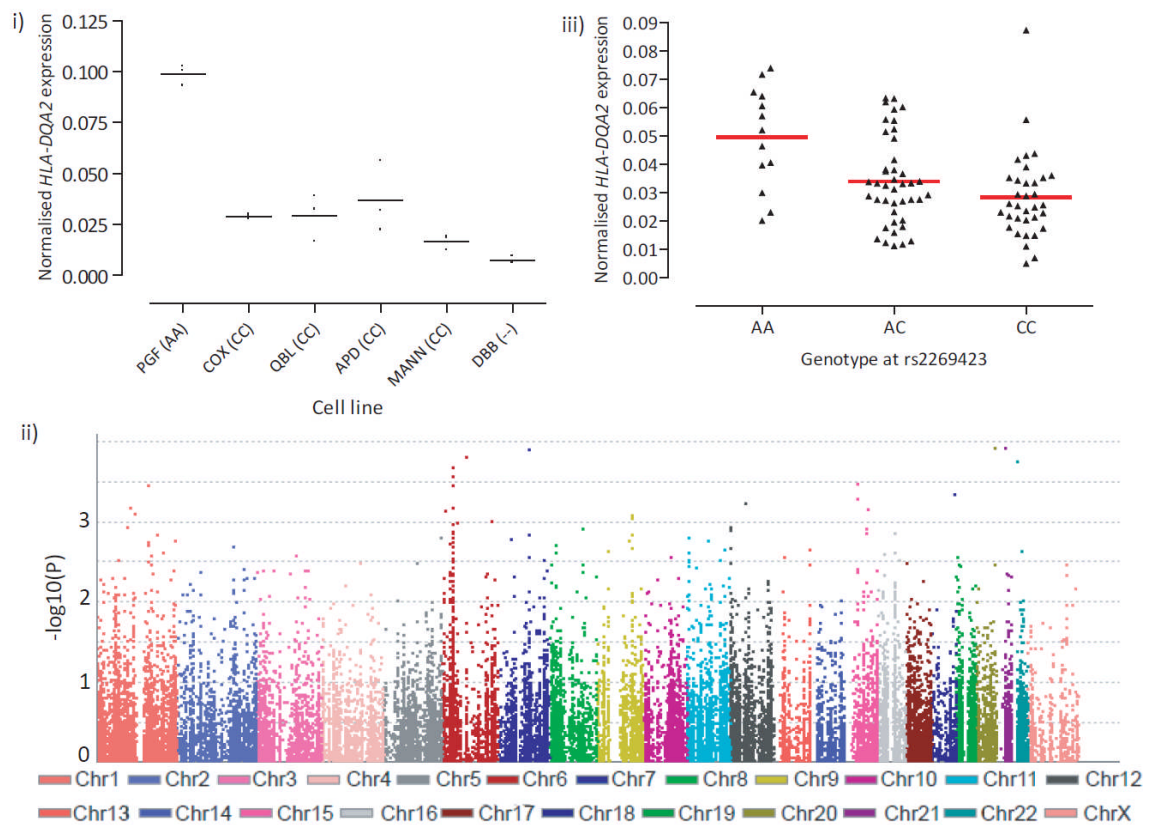 i)
Normalised HLA-DQA2 expression
0.125
0.100
0.075
0.050
0.025
0.000
PGF (AA)
COX (CC)
QBL (CC)
APD (CC)
MANN (CC)
DBB (--)
Cell line
iii)
Normalised HLA-DQA2 expression
0.09
0.08
0.07
0.06
0.05
0.04
0.03
0.02
0.01
0.00
AA
AC
CC
Genotype at rs2269423
ii)
-log10(P)
3
2
1
0
Chr1 Chr2 Chr3 Chr4 Chr5 Chr6 Chr7 Chr8 Chr9 Chr10 Chr11 Chr12
Chr13 Chr14 Chr15 Chr16 Chr17 Chr18 Chr19 Chr20 Chr21 Chr22 ChrX